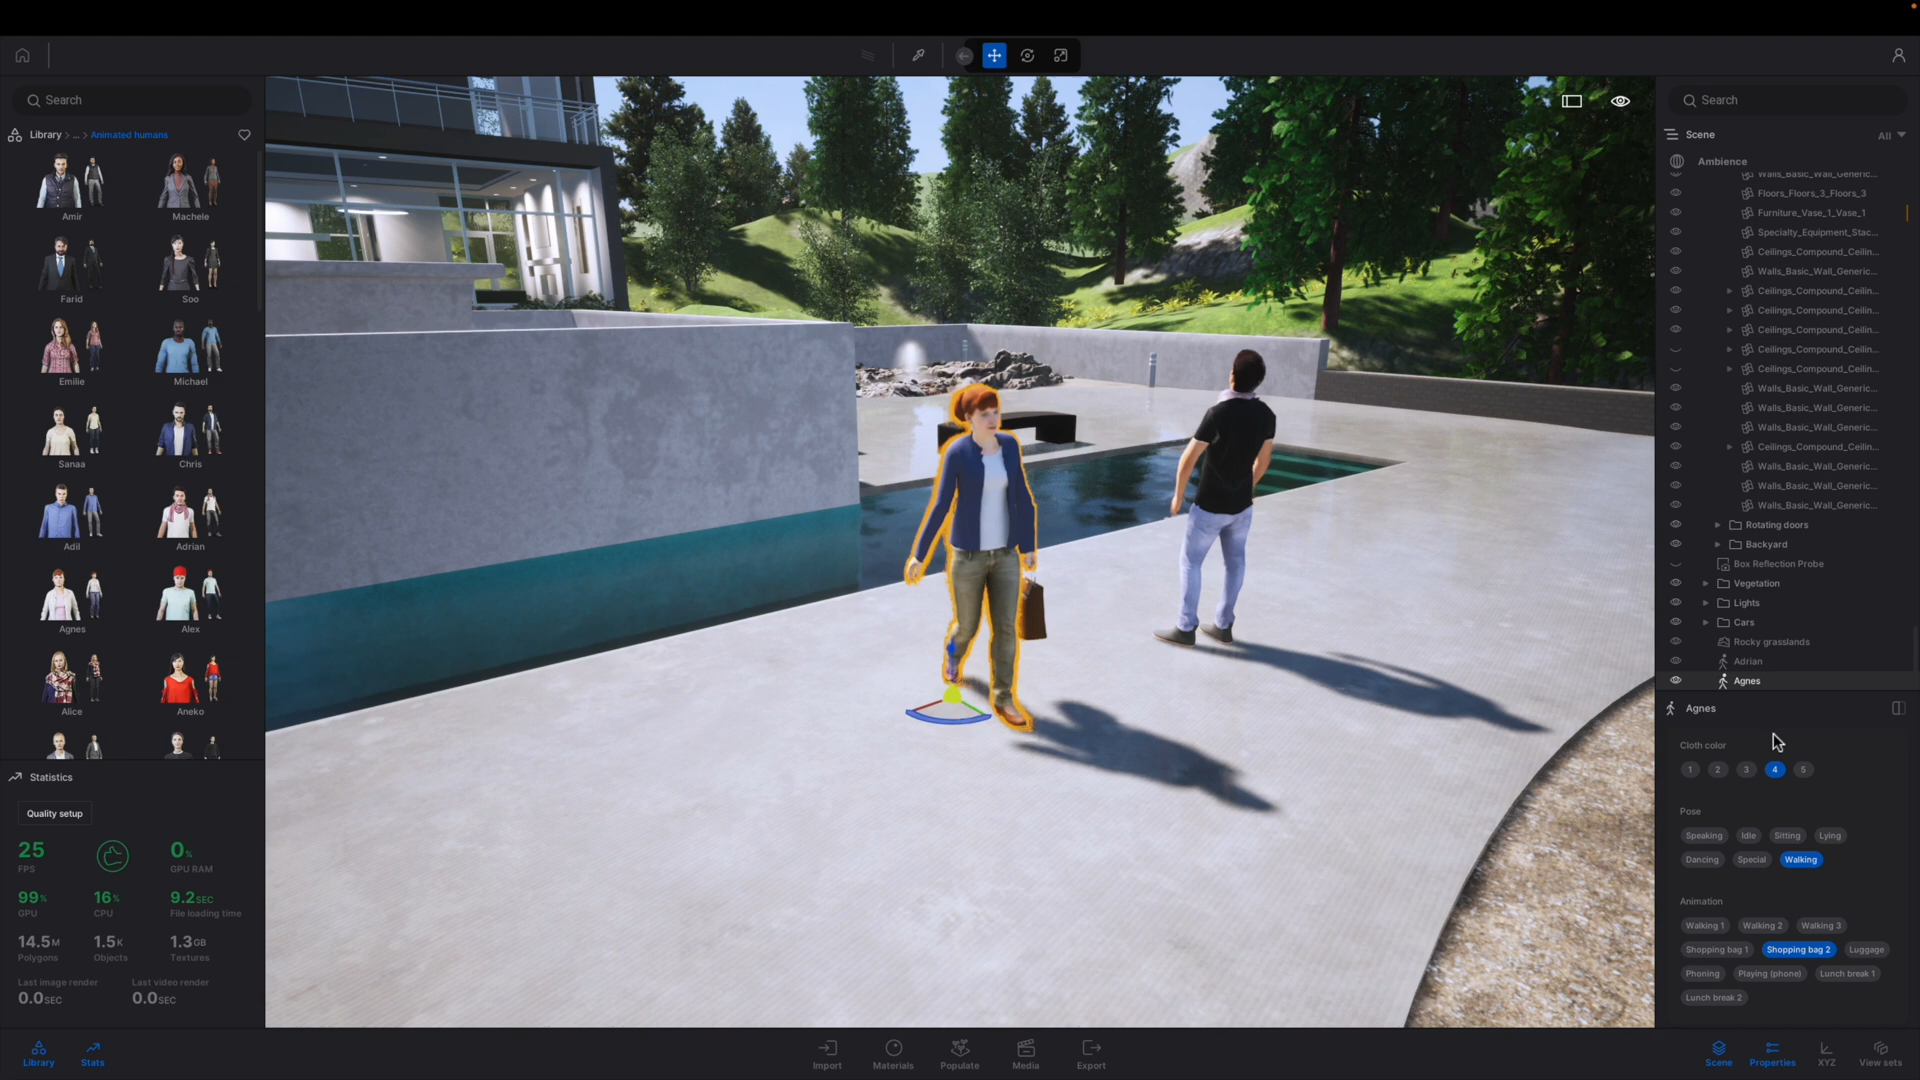 Search
Library > ... > Animated humans
Amir
Machele
Farid
Soo
Emilie
Michael
Sanaa
Chris
Adil
Adrian
Agnes
Alex
Alice
Aneko
Statistics
Quality setup
25
FPS
0%
GPU RAM
99%
GPU
16%
CPU
9.2SEC
File loading time
14.5M
Polygons
1.5K
Objects
1.3GB
Textures
Last image render
0.0SEC
Last video render
0.0SEC
Library
Stats
Import
Materials
Populate
Media
Export
Search
Scene
All
Ambience
Walls_Basic_Wall_Generic...
Floors_Floors_3_Floors_3
Furniture_Vase_1_Vase_1
Specialty_Equipment_Stac...
Ceilings_Compound_Ceilin...
Walls_Basic_Wall_Generic...
Ceilings_Compound_Ceilin...
Ceilings_Compound_Ceilin...
Ceilings_Compound_Ceilin...
Ceilings_Compound_Ceilin...
Ceilings_Compound_Ceilin...
Walls_Basic_Wall_Generic...
Walls_Basic_Wall_Generic...
Walls_Basic_Wall_Generic...
Ceilings_Compound_Ceilin...
Walls_Basic_Wall_Generic...
Walls_Basic_Wall_Generic...
Walls_Basic_Wall_Generic...
Rotating doors
Backyard
Box Reflection Probe
Vegetation
Lights
Cars
Rocky grasslands
Adrian
Agnes
Agnes
Cloth color
1 2 3 4 5
Pose
Speaking Idle Sitting Lying
Dancing Special Walking
Animation
Walking 1 Walking 2 Walking 3
Shopping bag 1 Shopping bag 2 Luggage
Phoning Playing (phone) Lunch break 1
Lunch break 2
Scene
Properties
XYZ
View sets